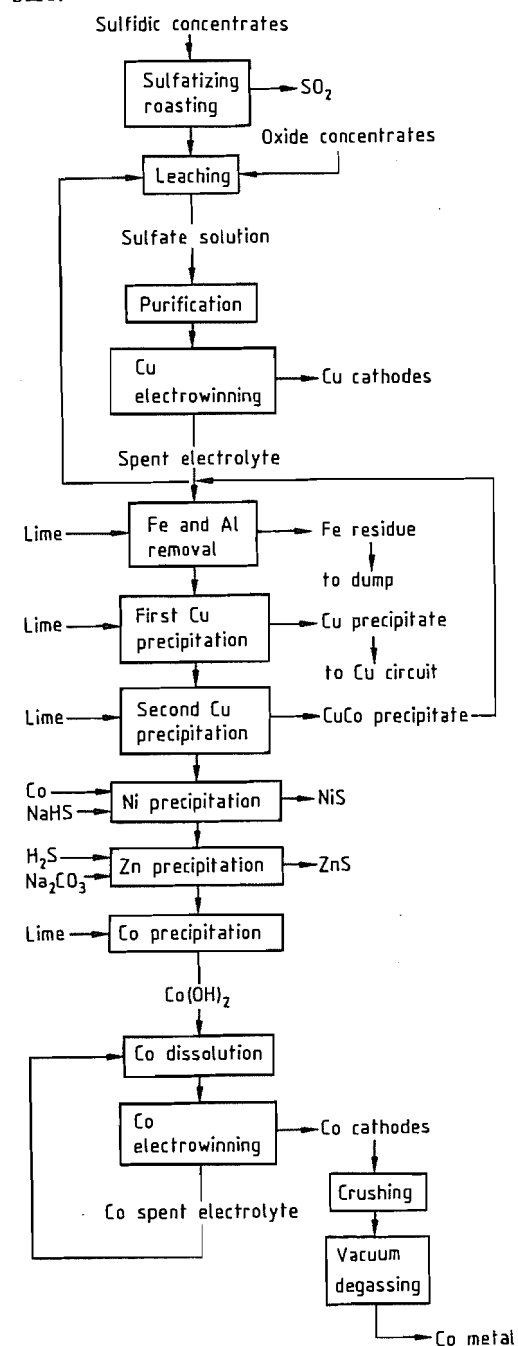 Sulfidic concentrates
Sulfatizing
roasting
SO₂
Oxide concentrates
Leaching
Sulfate solution
Purification
Cu
electrowinning
Cu cathodes
Spent electrolyte
Lime
Fe and Al
removal
Fe residue
to dump
Lime
First Cu
precipitation
Cu precipitate
to Cu circuit
Lime
Second Cu
precipitation
CuCo precipitate
Co
NaHS
Ni precipitation
NiS
H₂S
Na₂CO₃
Zn precipitation
ZnS
Lime
Co precipitation
Co(OH)₂
Co dissolution
Co
electrowinning
Co cathodes
Crushing
Co spent electrolyte
Vacuum
degassing
Co metal